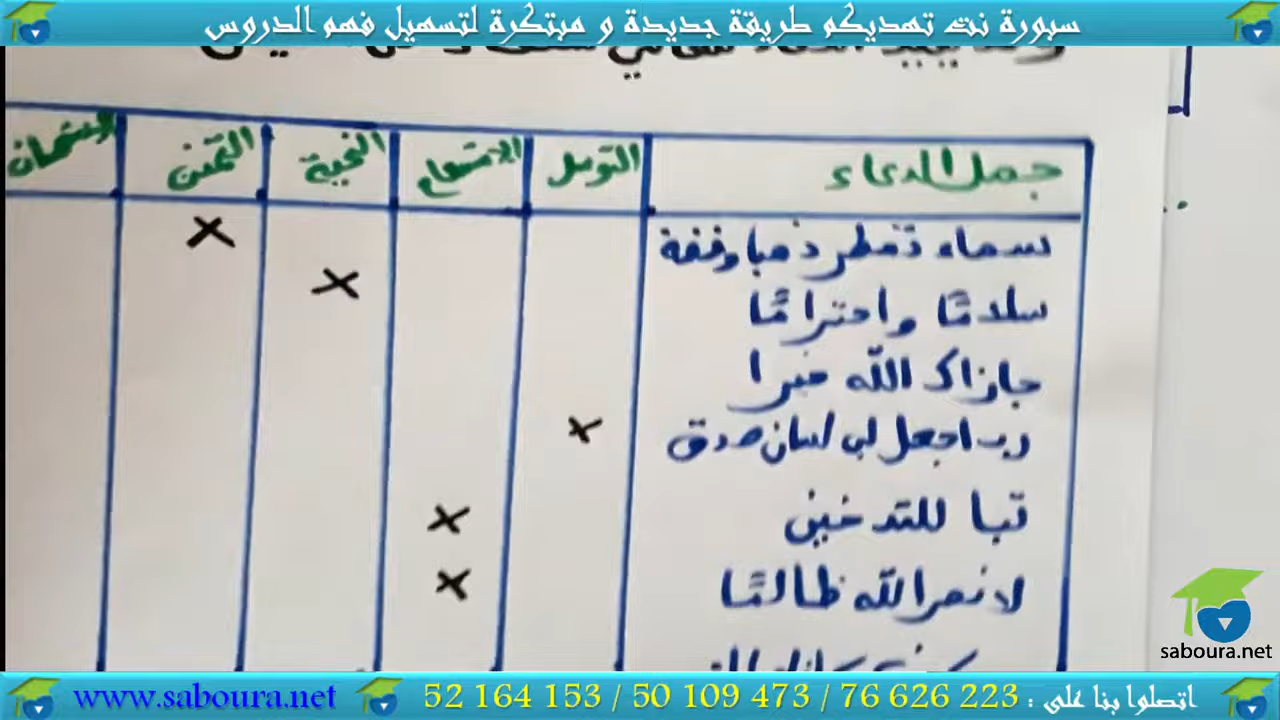 سبورة نت تهديكم طريقة جديدة و مبتكرة لتسهيل فهم الدروس
جمل الدعاء
التوسل
التحية
التمني
سماء تمطر ذهبا وفضة
سلاما واحتراما
جازاك الله خيرا
رب اجعل لي لسان صدق
تبا للتدخين
لا نصر الله ظالما
saboura.net
اتصلوا بنا على : 52 164 153 / 50 109 473 / 76 626 223
www.saboura.net